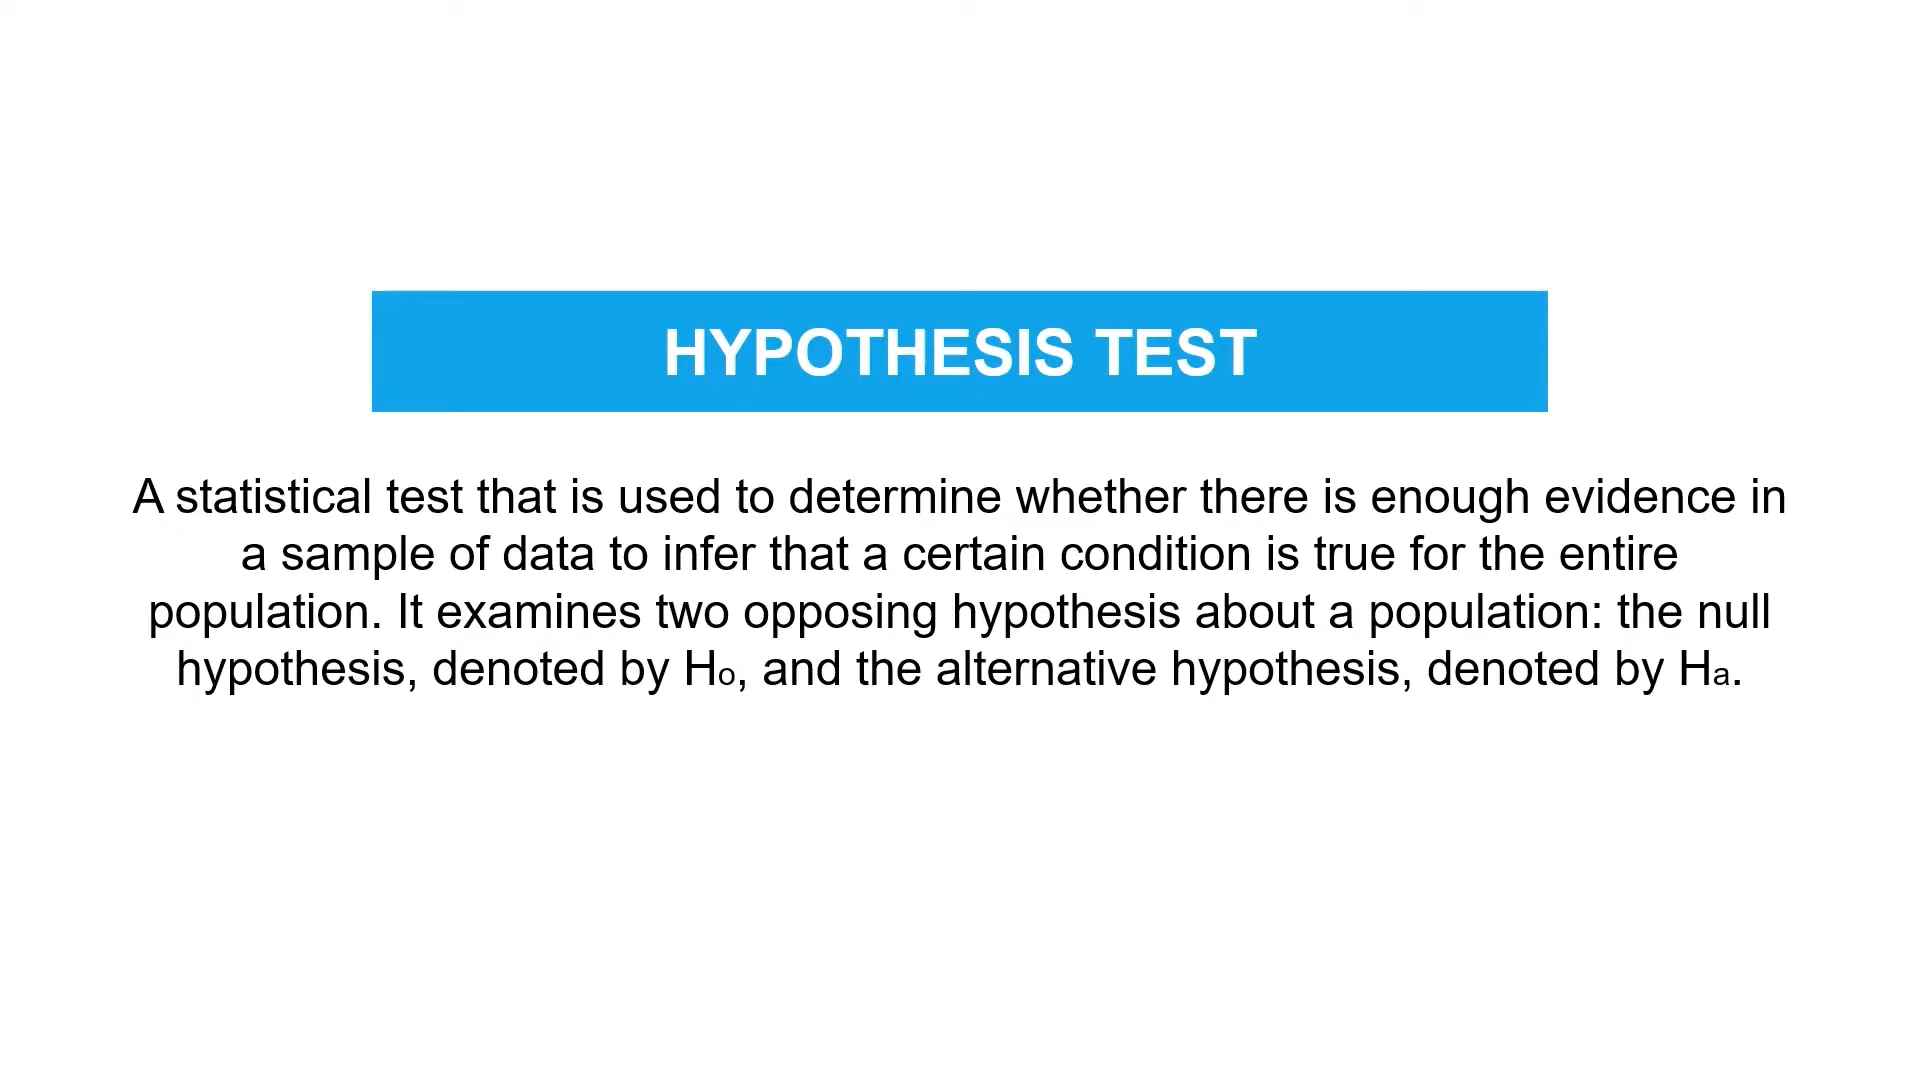 HYPOTHESIS TEST
A statistical test that is used to determine whether there is enough evidence in
a sample of data to infer that a certain condition is true for the entire
population. It examines two opposing hypothesis about a population: the null
hypothesis, denoted by Ho, and the alternative hypothesis, denoted by Ha.